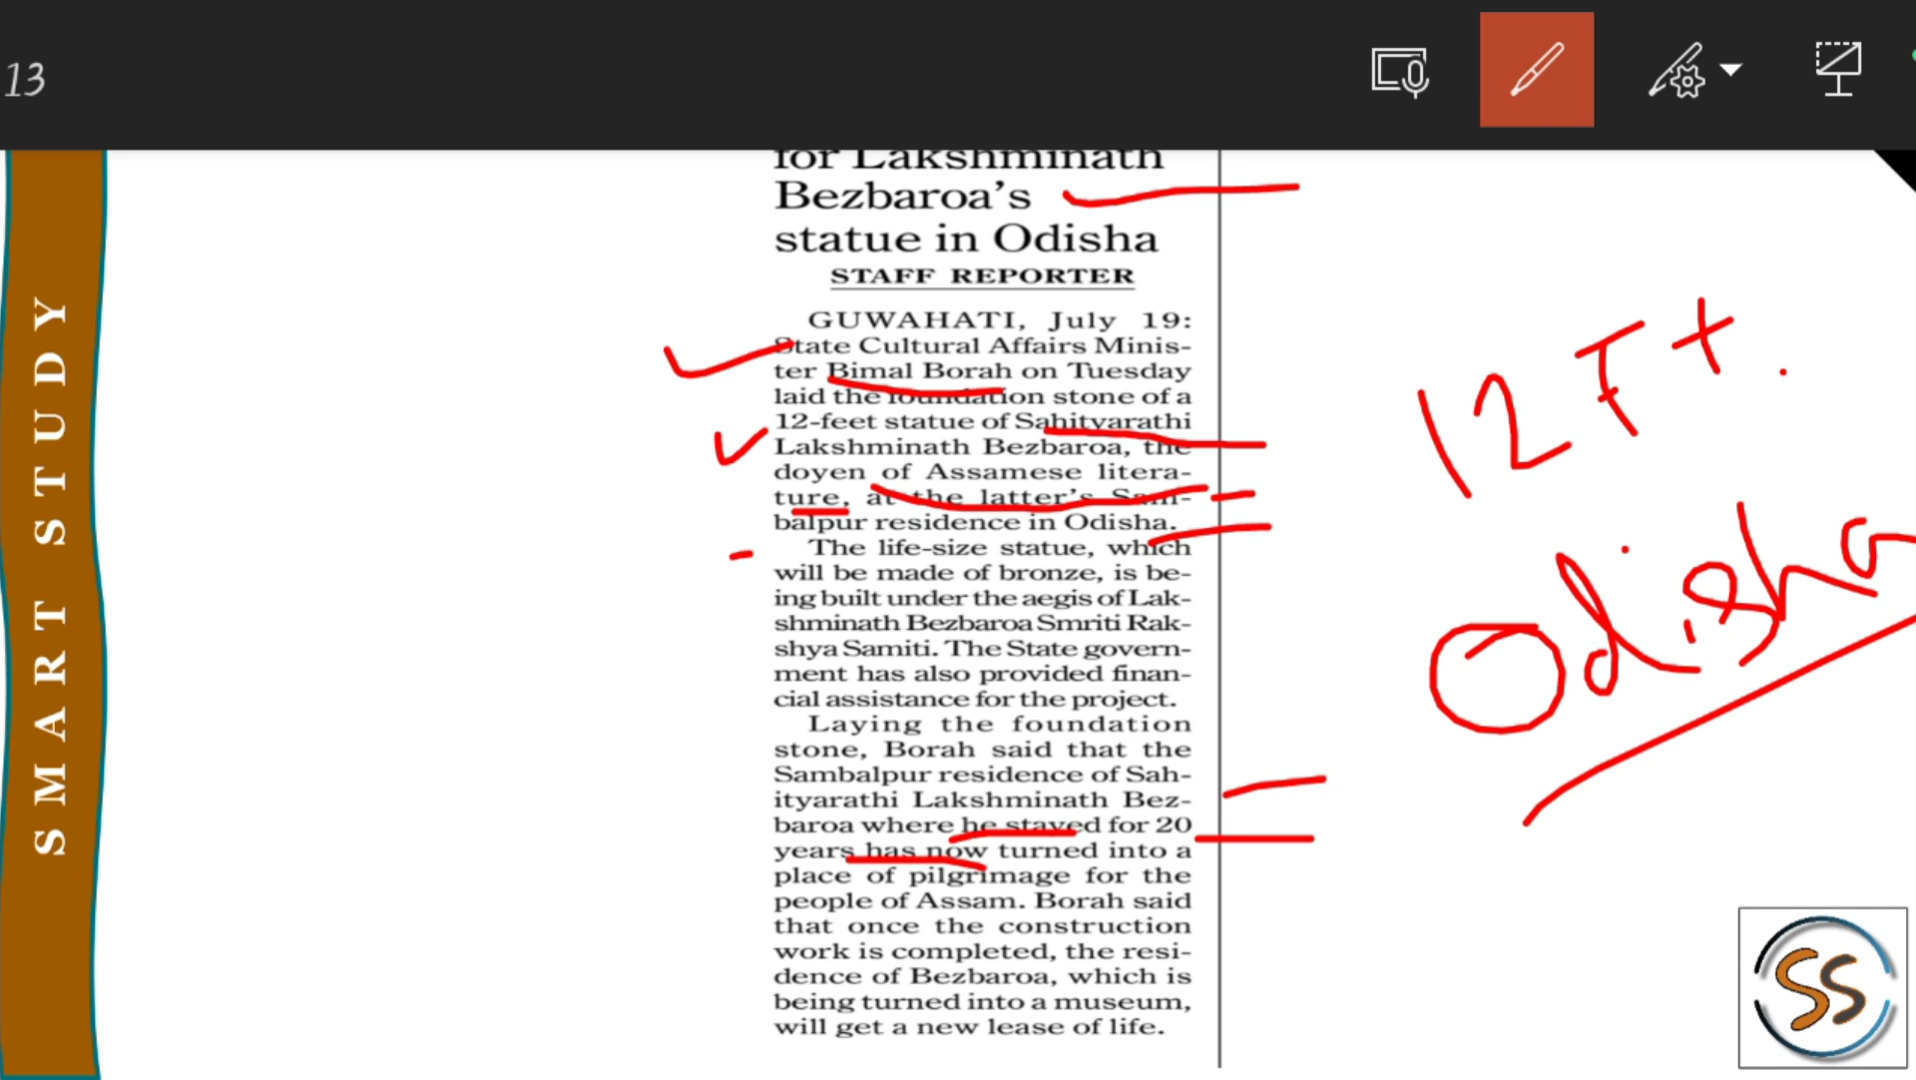 13
for Lakshminath
Bezbaroa's
statue in Odisha
STAFF REPORTER
GUWAHATI, July 19:
State Cultural Affairs Minis-
ter Bimal Borah on Tuesday
laid the foundation stone of a
12-feet statue of Sahityarathi
Lakshminath Bezbaroa, the
doyen of Assamese litera-
ture, at the latter's Sam-
balpur residence in Odisha.
The life-size statue, which
will be made of bronze, is be-
ing built under the aegis of Lak-
shminath Bezbaroa Smriti Rak-
shya Samiti. The State govern-
ment has also provided finan-
cial assistance for the project.
Laying the foundation
stone, Borah said that the
Sambalpur residence of Sah-
ityarathi Lakshminath Bez-
baroa where he stayed for 20
years has now turned into a
place of pilgrimage for the
people of Assam. Borah said
that once the construction
work is completed, the resi-
dence of Bezbaroa, which is
being turned into a museum,
will get a new lease of life.
12 Ft.
Odisha
SMART STUDY
SS